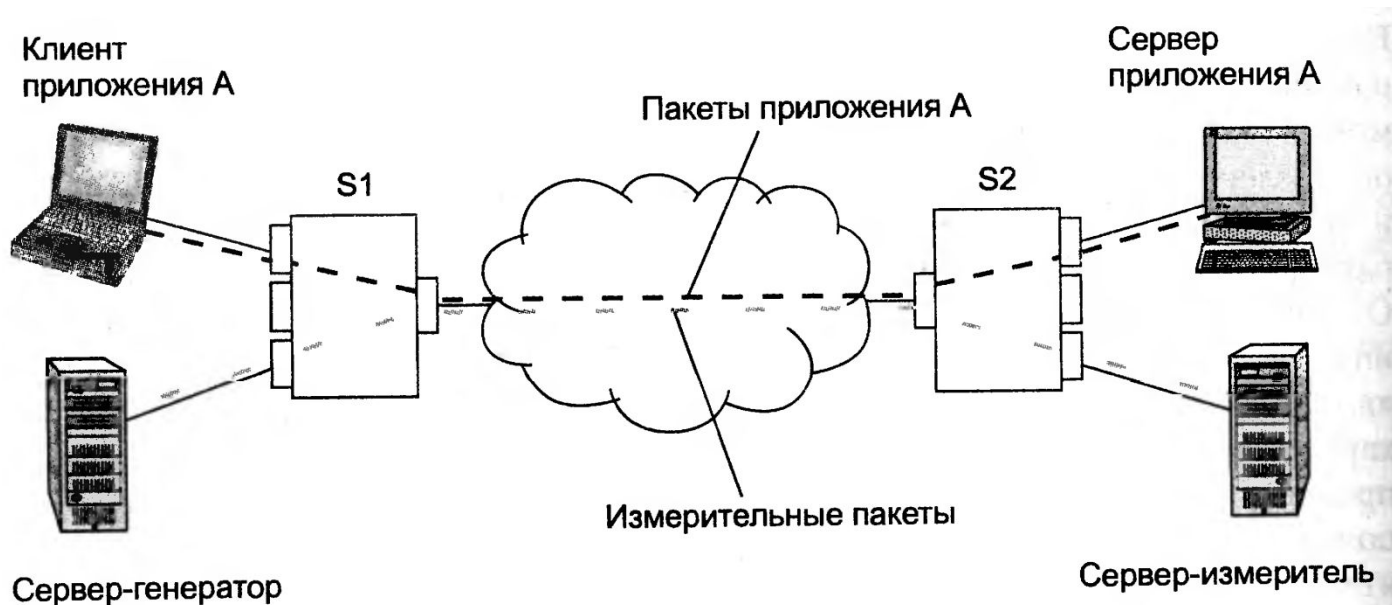 Клиент
приложения А
Сервер
приложения А
Пакеты приложения А
S1
S2
Измерительные пакеты
Сервер-генератор
Сервер-измеритель